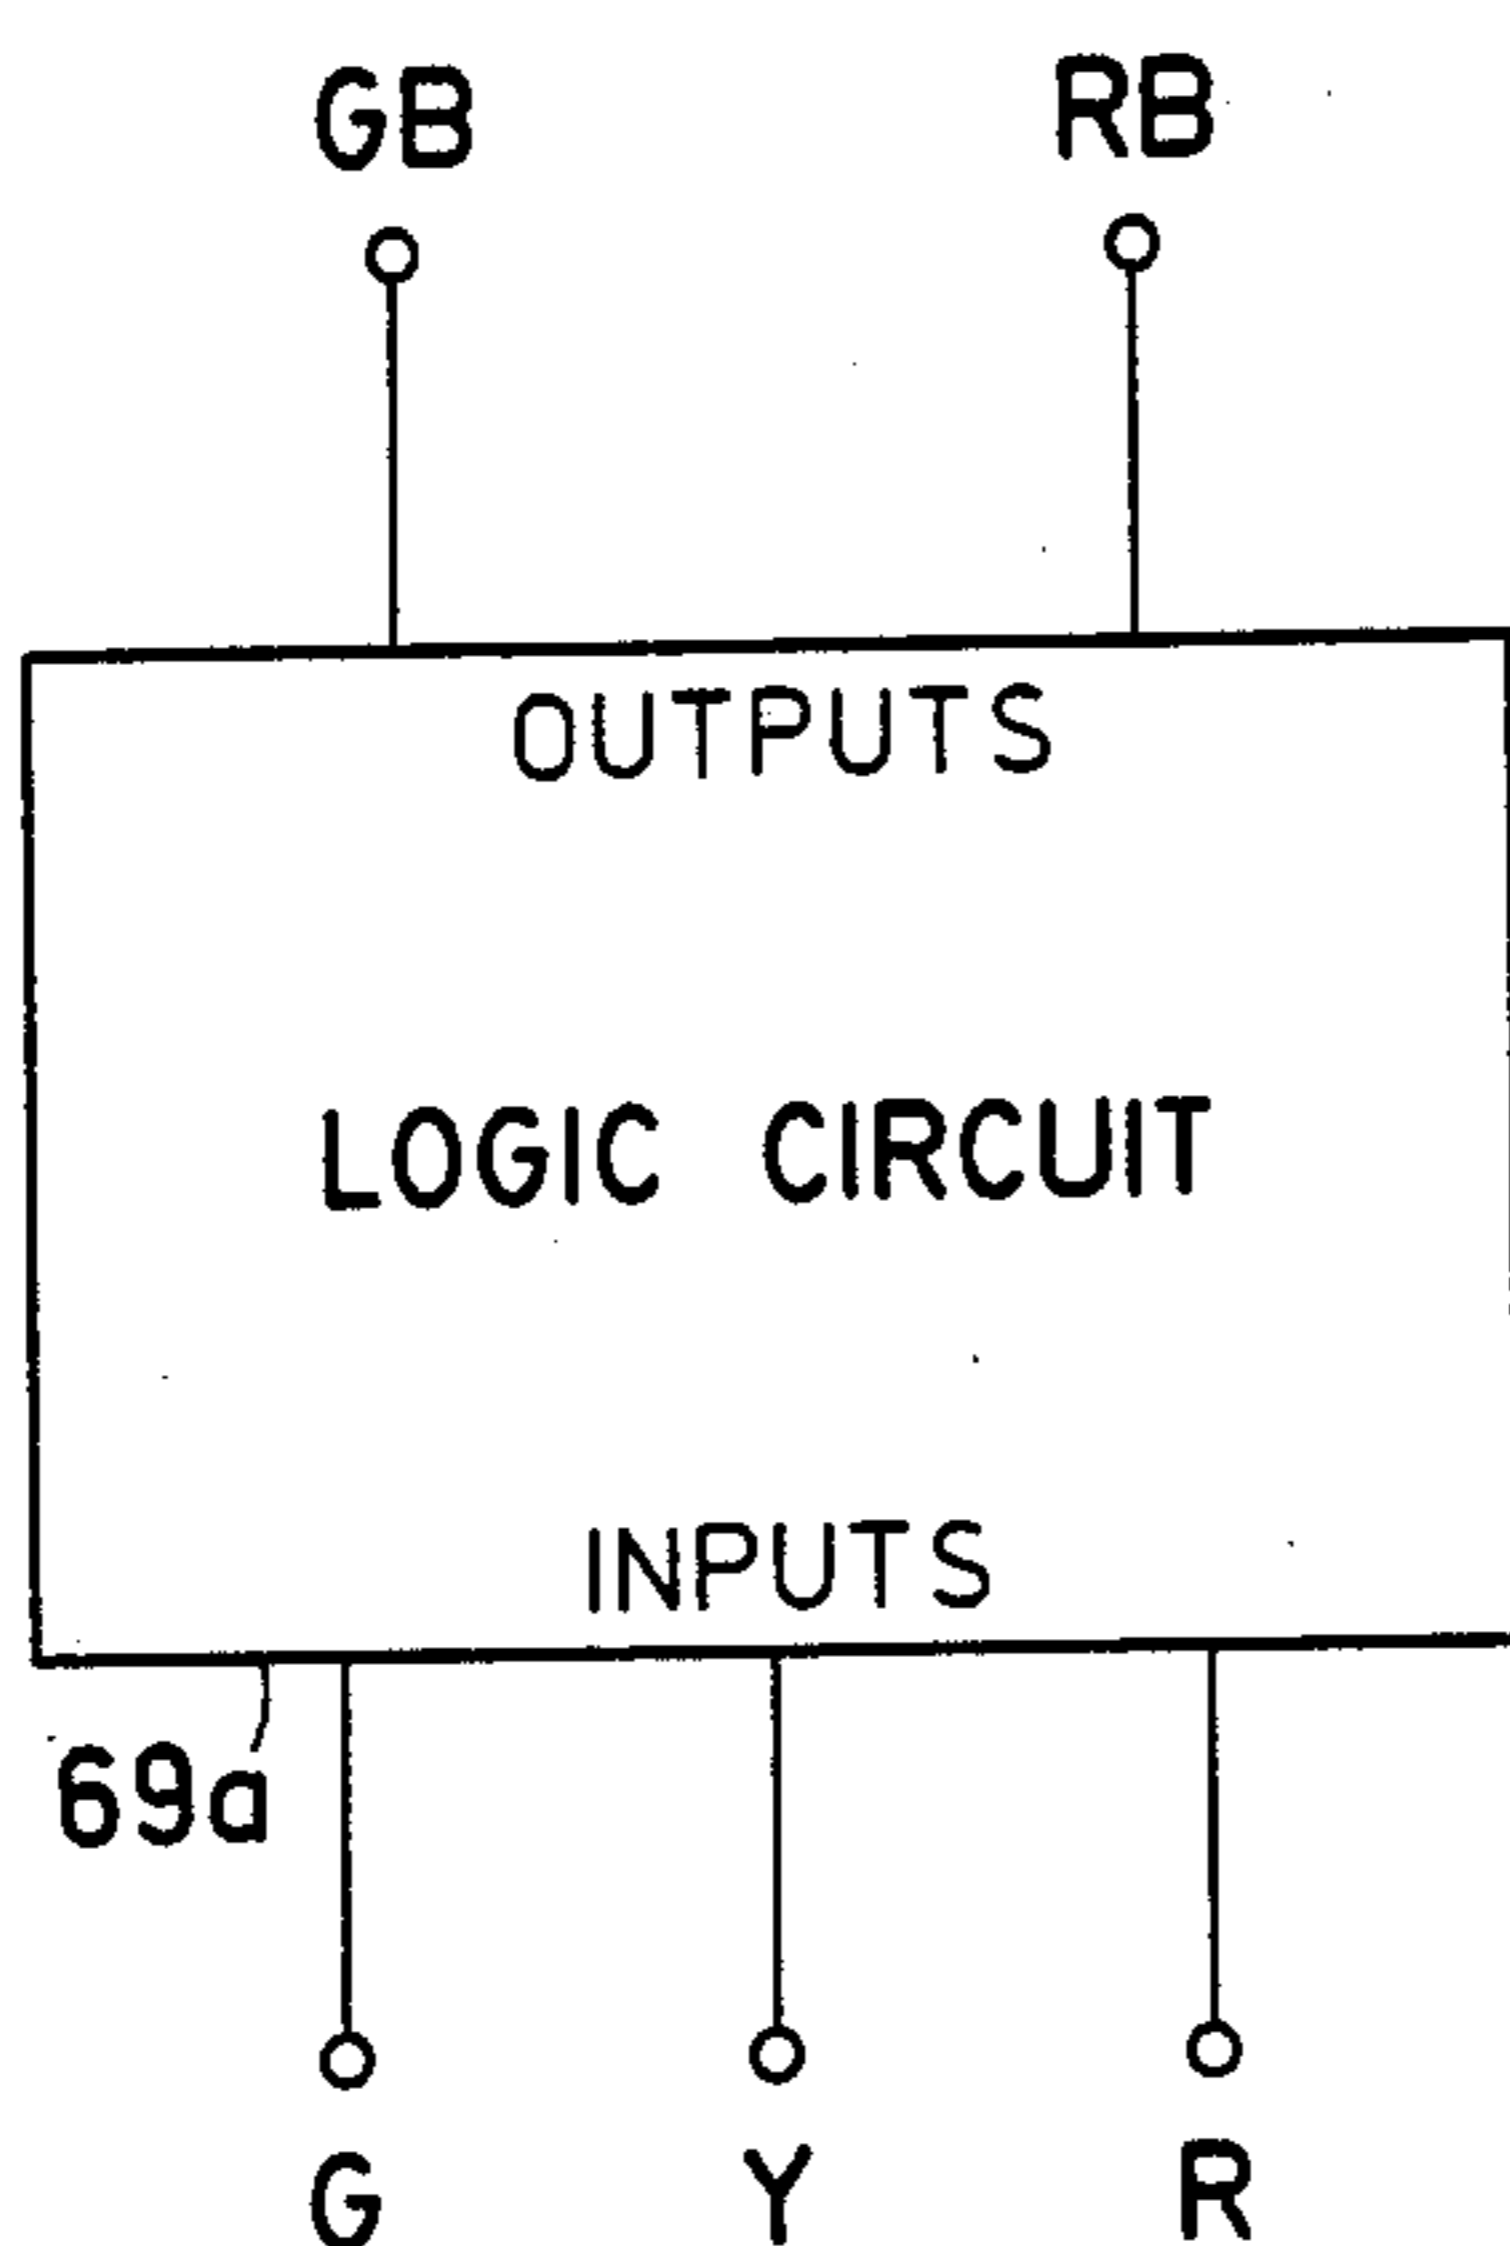 GB RB
OUTPUTS
LOGIC CIRCUIT
INPUTS
69a
G Y R